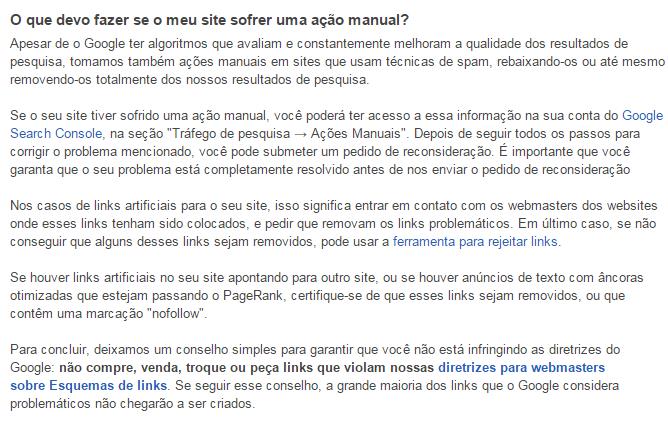 O que devo fazer se o meu site sofrer uma ação manual?
Apesar de o Google ter algoritmos que avaliam e constantemente melhoram a qualidade dos resultados de
pesquisa, tomamos também ações manuais em sites que usam técnicas de spam, rebaixando-os ou até mesmo
removendo-os totalmente dos nossos resultados de pesquisa.
Se o seu site tiver sofrido uma ação manual, você poderá ter acesso a essa informação na sua conta do Google
Search Console, na seção "Tráfego de pesquisa → Ações Manuais". Depois de seguir todos os passos para
corrigir o problema mencionado, você pode submeter um pedido de reconsideração. É importante que você
garanta que o seu problema está completamente resolvido antes de nos enviar o pedido de reconsideração
Nos casos de links artificiais para o seu site, isso significa entrar em contato com os webmasters dos websites
onde esses links tenham sido colocados, e pedir que removam os links problemáticos. Em último caso, se não
conseguir que alguns desses links sejam removidos, pode usar a ferramenta para rejeitar links.
Se houver links artificiais no seu site apontando para outro site, ou se houver anúncios de texto com âncoras
otimizadas que estejam passando o PageRank, certifique-se de que esses links sejam removidos, ou que
contêm uma marcação "nofollow".
Para concluir, deixamos um conselho simples para garantir que você não está infringindo as diretrizes do
Google: não compre, venda, troque ou peça links que violam nossas diretrizes para webmasters
sobre Esquemas de links. Se seguir esse conselho, a grande maioria dos links que o Google considera
problemáticos não chegarão a ser criados.